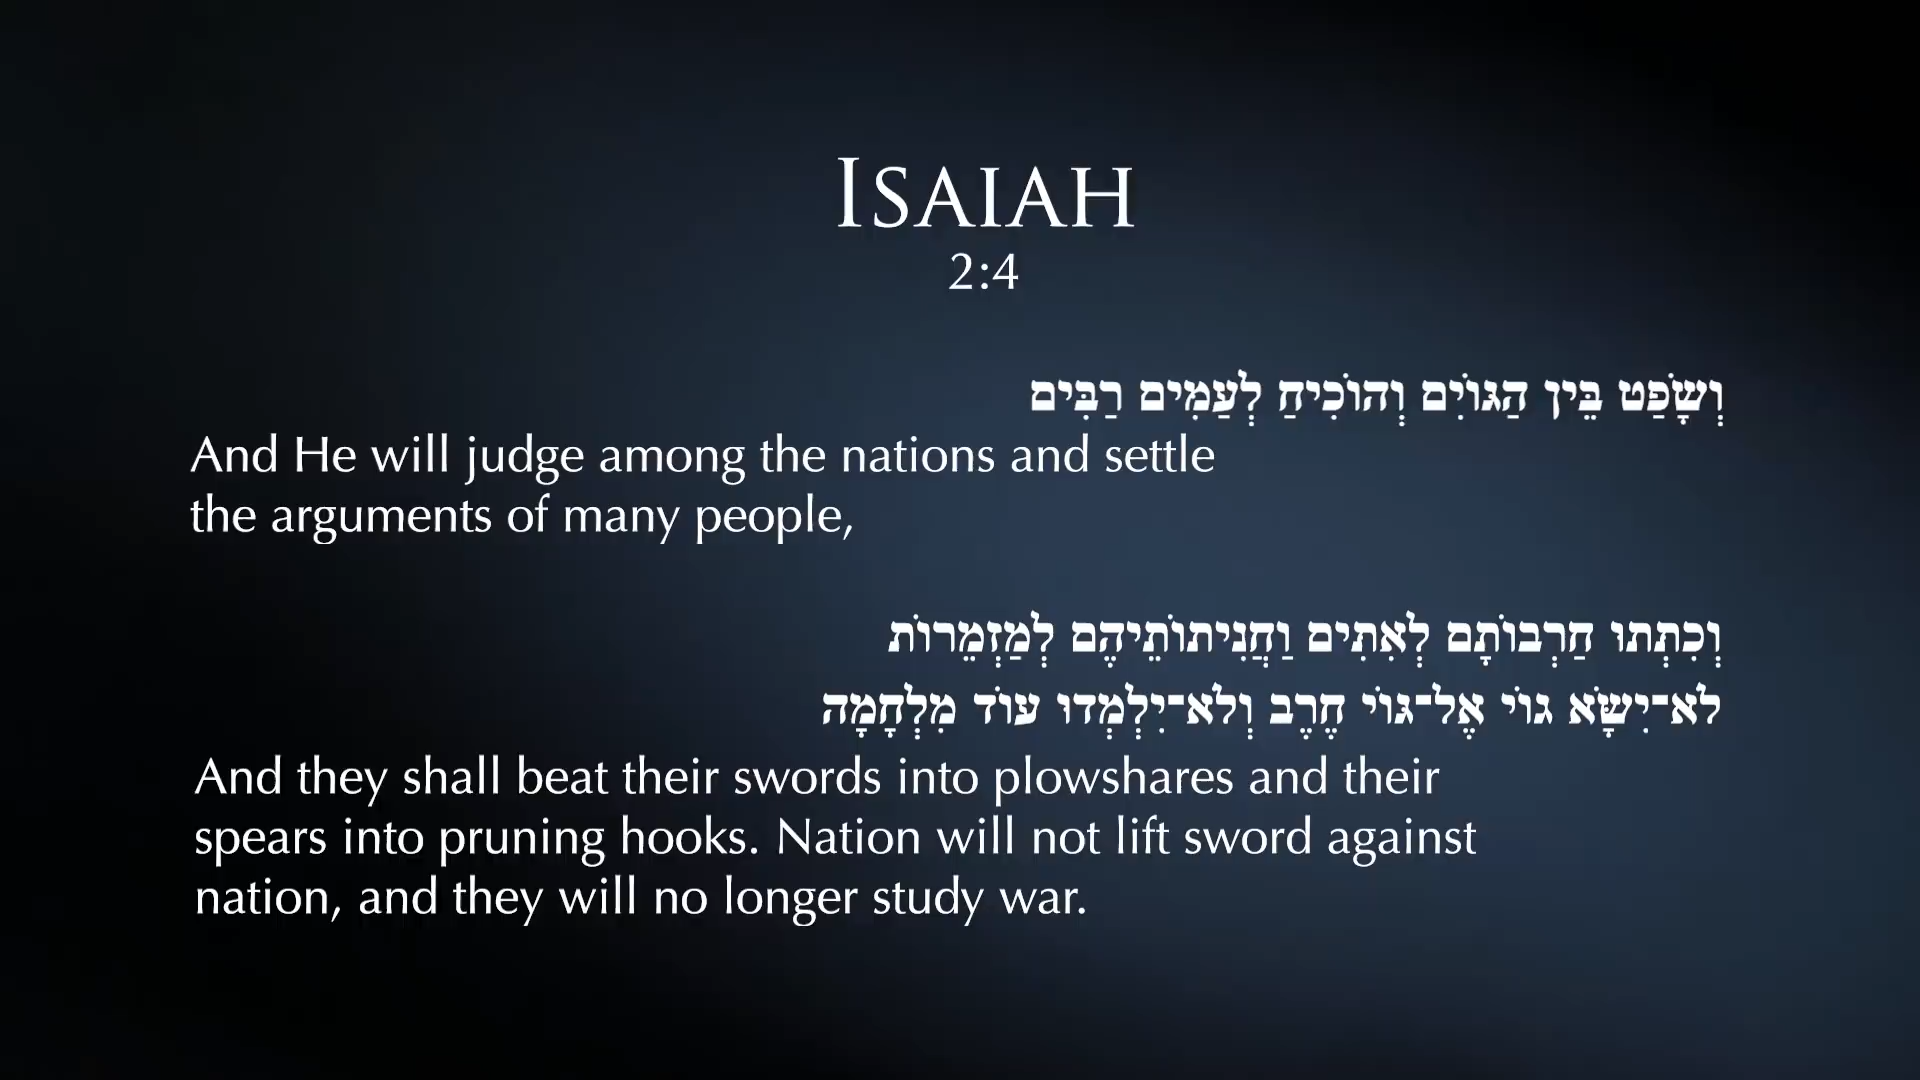 ISAIAH
2:4
וְשָׁפַט בֵּין הַגּוֹיִם וְהוֹכִיחַ לְעַמִּים רַבִּים
And He will judge among the nations and settle
the arguments of many people,
וְכִתְּתוּ חַרְבוֹתָם לְאִתִּים וַחֲנִיתוֹתֵיהֶם לְמַזְמֵרוֹת
לֹא־יִשָּׂא גוֹי אֶל־גּוֹי חֶרֶב וְלֹא־יִלְמְדוּ עוֹד מִלְחָמָה
And they shall beat their swords into plowshares and their
spears into pruning hooks. Nation will not lift sword against
nation, and they will no longer study war.